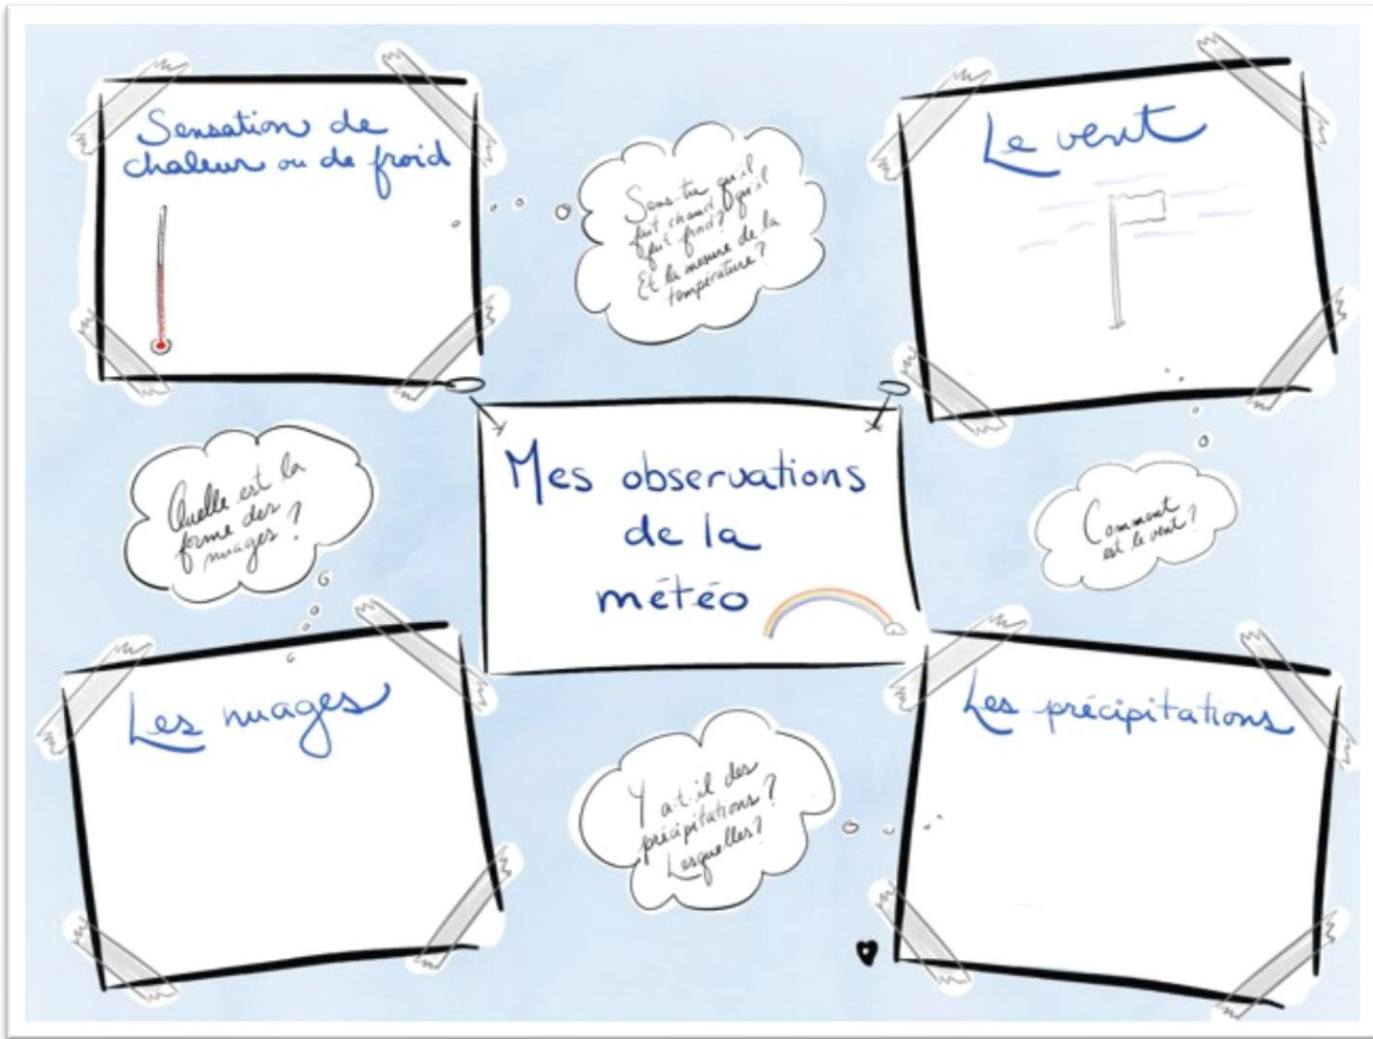 Sensation de
chaleur ou de froid
Sens-tu qu'il
fait chaud? qu'il
fait froid?
Et la mesure de la
température?
Le vent
Mes observations
de la
météo
Quelle est la
forme des
nuages?
Comment
est le vent?
Les nuages
Y a-t-il des
précipitations?
Lesquelles?
Les précipitations